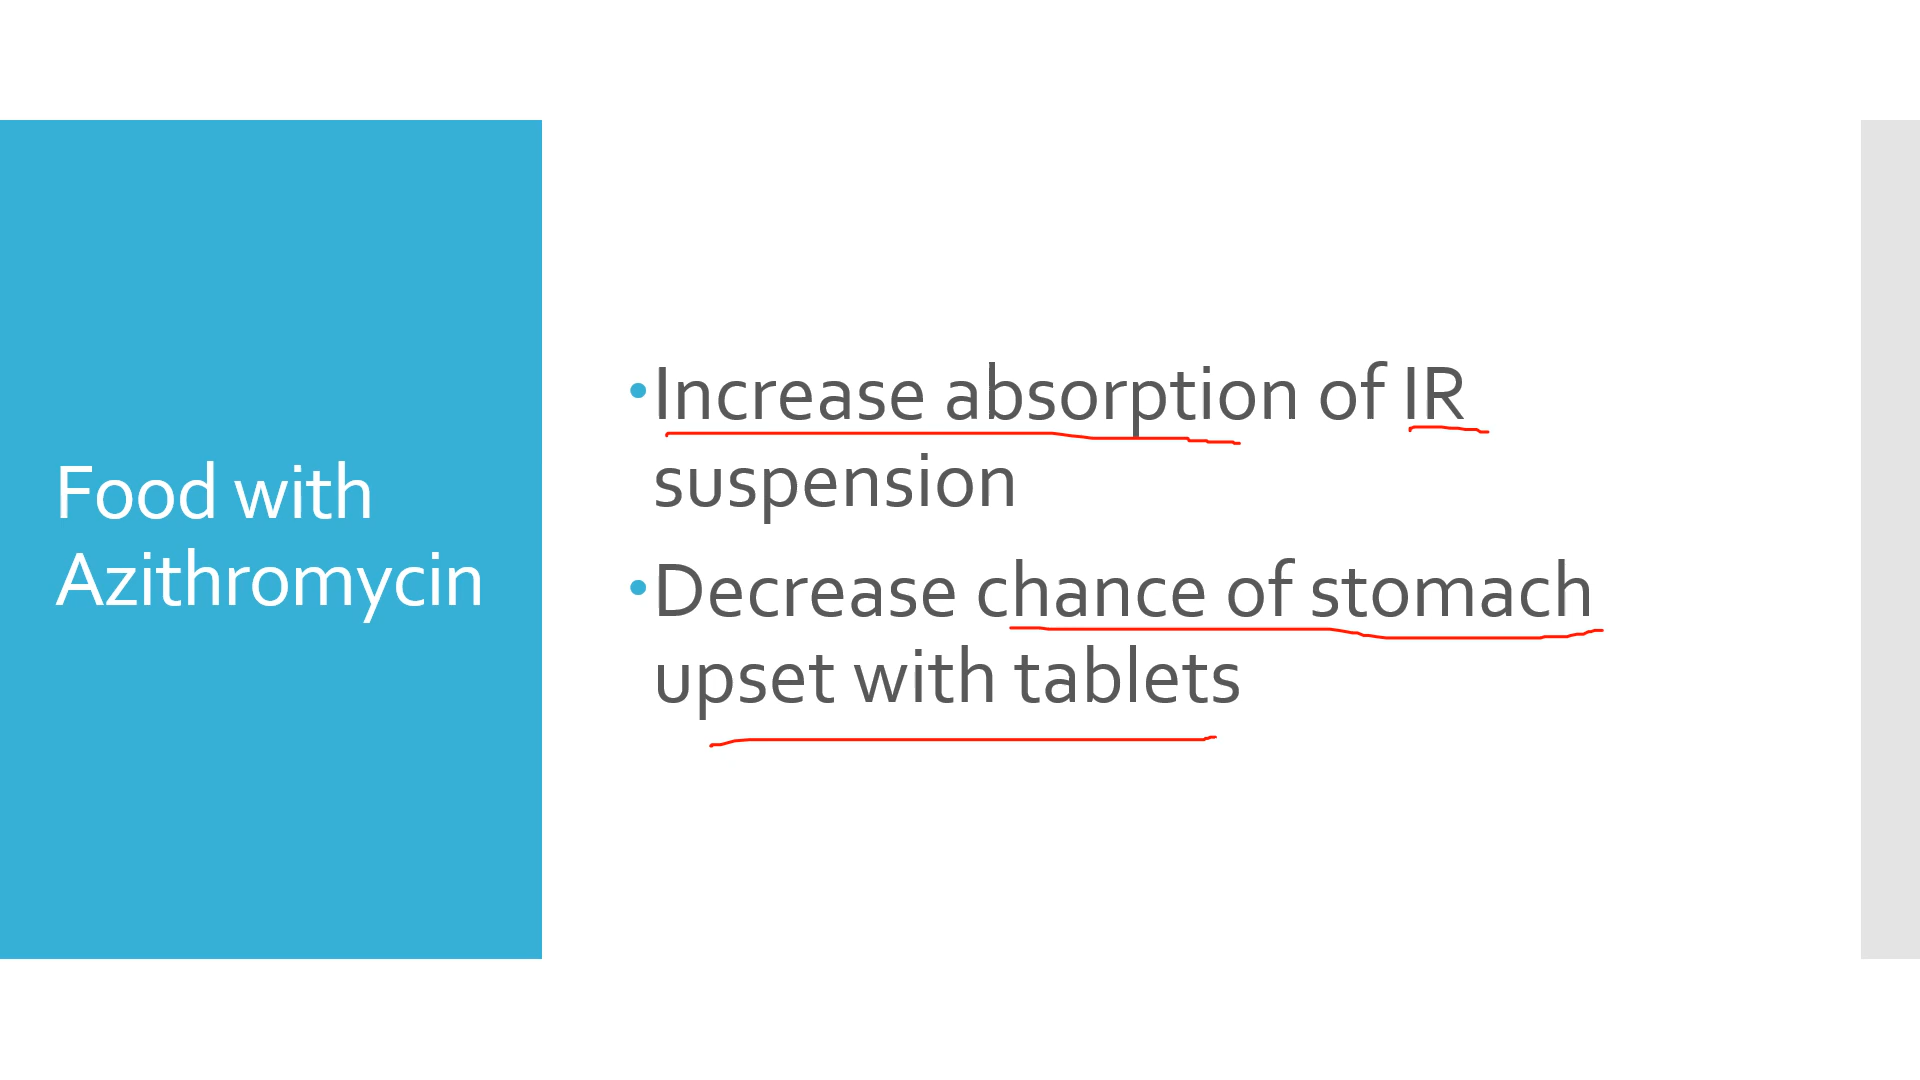 Food with
Azithromycin
•Increase absorption of IR
suspension
•Decrease chance of stomach
upset with tablets